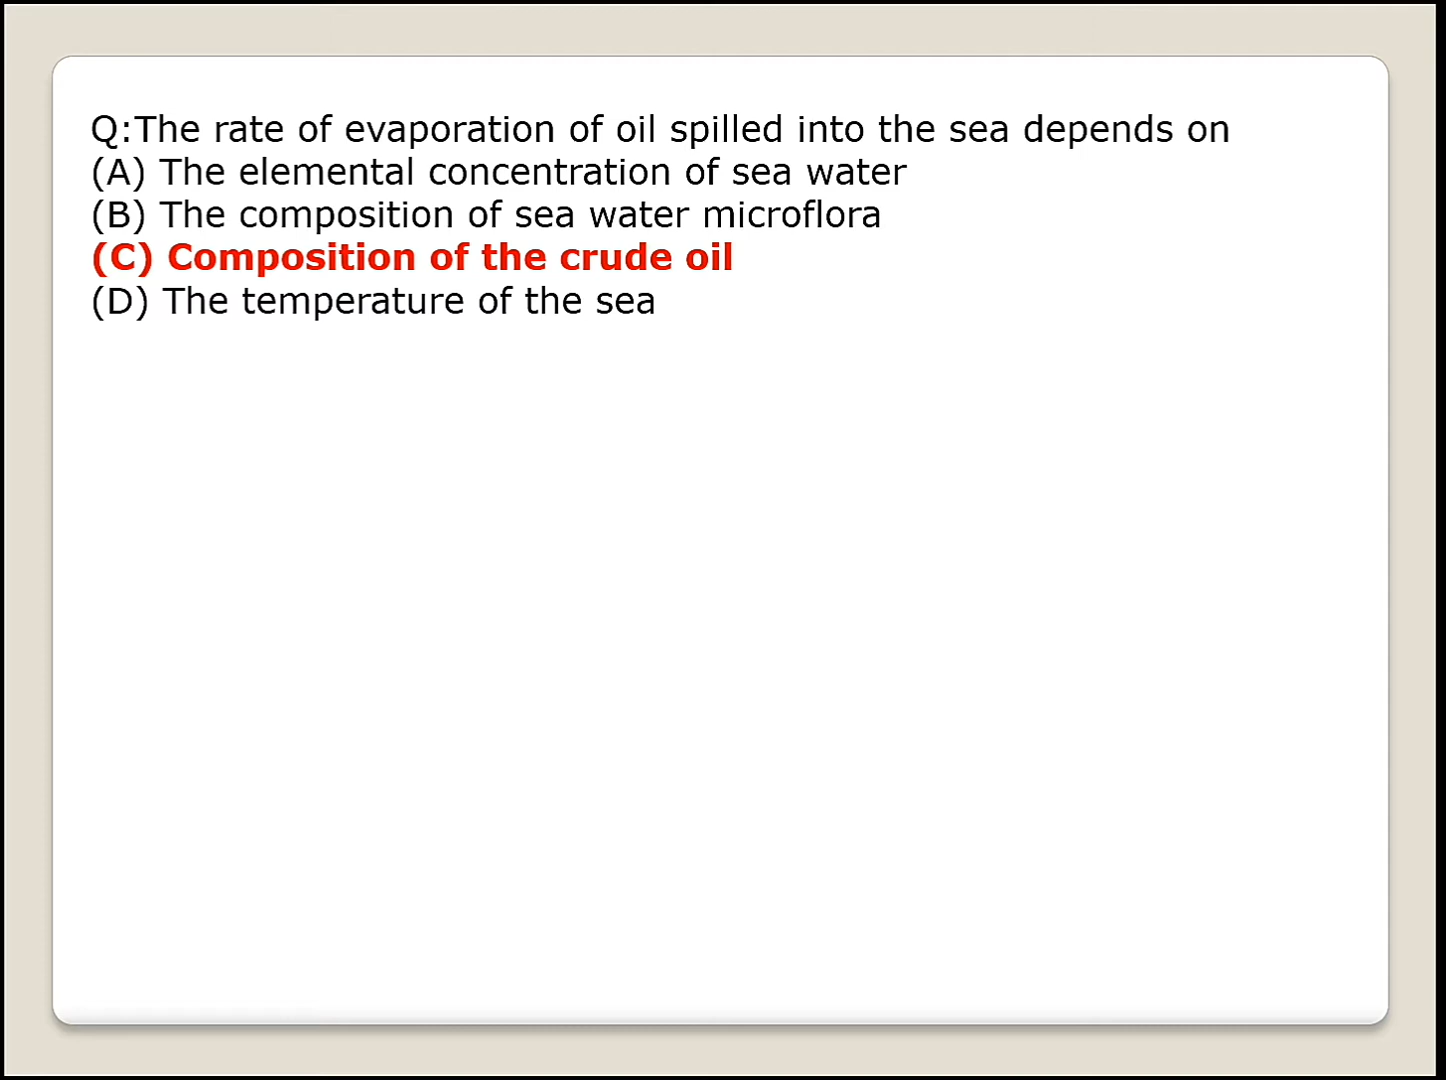 Q:The rate of evaporation of oil spilled into the sea depends on
(A) The elemental concentration of sea water
(B) The composition of sea water microflora
(C) Composition of the crude oil
(D) The temperature of the sea